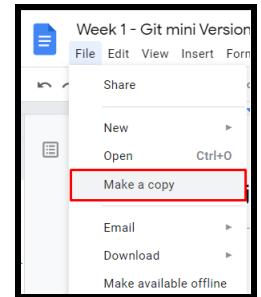 Week 1 - Git mini Version
File Edit View Insert Form
Share
New
Open Ctrl+O
Make a copy
Email
Download
Make available offline